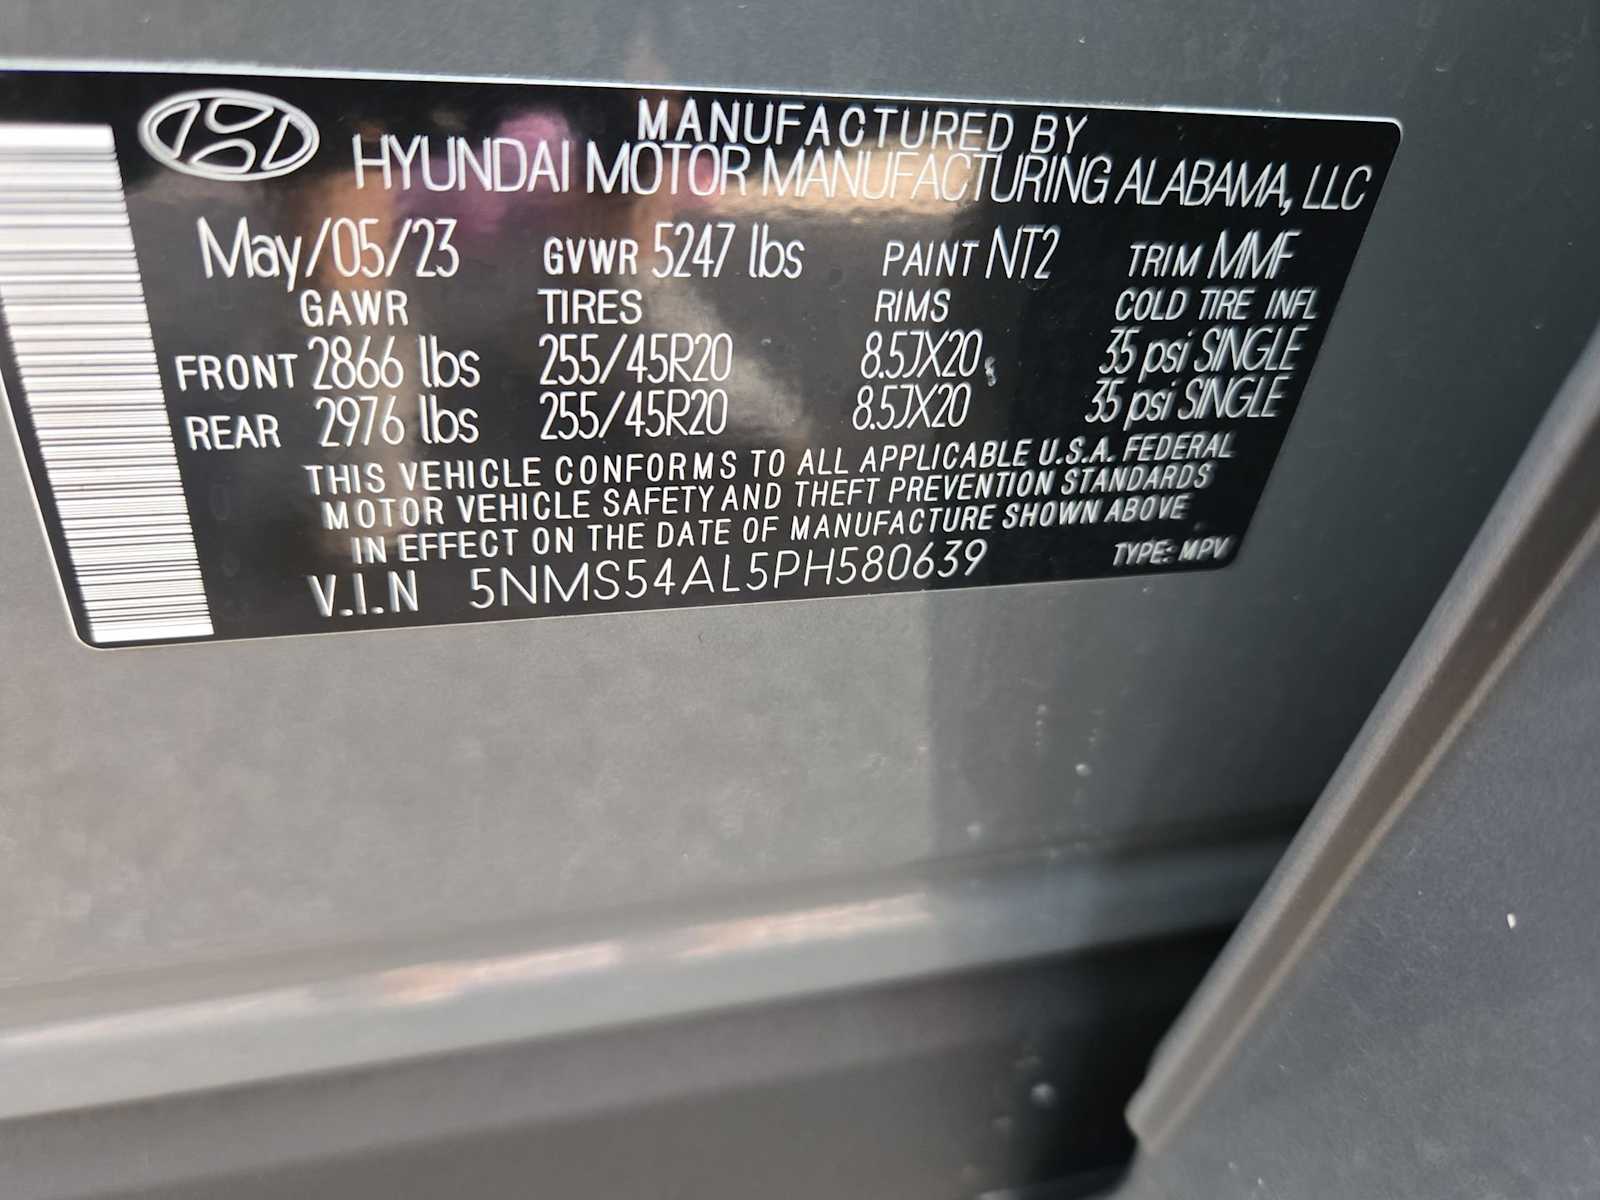 MANUFACTURED BY
HYUNDAI MOTOR MANUFACTURING ALABAMA, LLC
May/05/23 GVWR 5247 lbs PAINT NT2 TRIM MMF
GAWR TIRES RIMS COLD TIRE INFL
FRONT 2866 lbs 255/45R20 8.5JX20 35 psi SINGLE
REAR 2976 lbs 255/45R20 8.5JX20 35 psi SINGLE
THIS VEHICLE CONFORMS TO ALL APPLICABLE U.S.A. FEDERAL
MOTOR VEHICLE SAFETY AND THEFT PREVENTION STANDARDS
IN EFFECT ON THE DATE OF MANUFACTURE SHOWN ABOVE
V.I.N 5NMS54AL5PH580639 TYPE: MPV